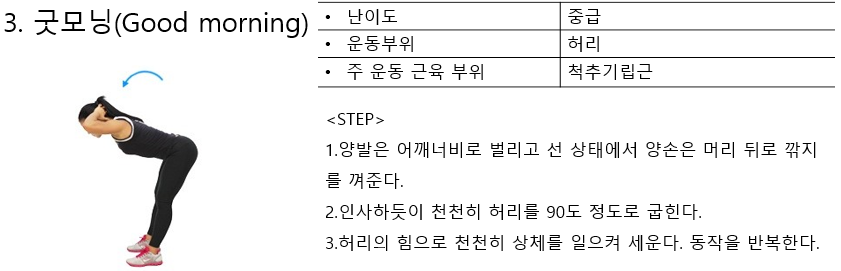 3. 굿모닝(Good morning)
• 난이도 중급
• 운동부위 허리
• 주 운동 근육 부위 척추기립근
<STEP>
1.양발은 어깨너비로 벌리고 선 상태에서 양손은 머리 뒤로 깎지
를 껴준다.
2.인사하듯이 천천히 허리를 90도 정도로 굽힌다.
3.허리의 힘으로 천천히 상체를 일으켜 세운다. 동작을 반복한다.